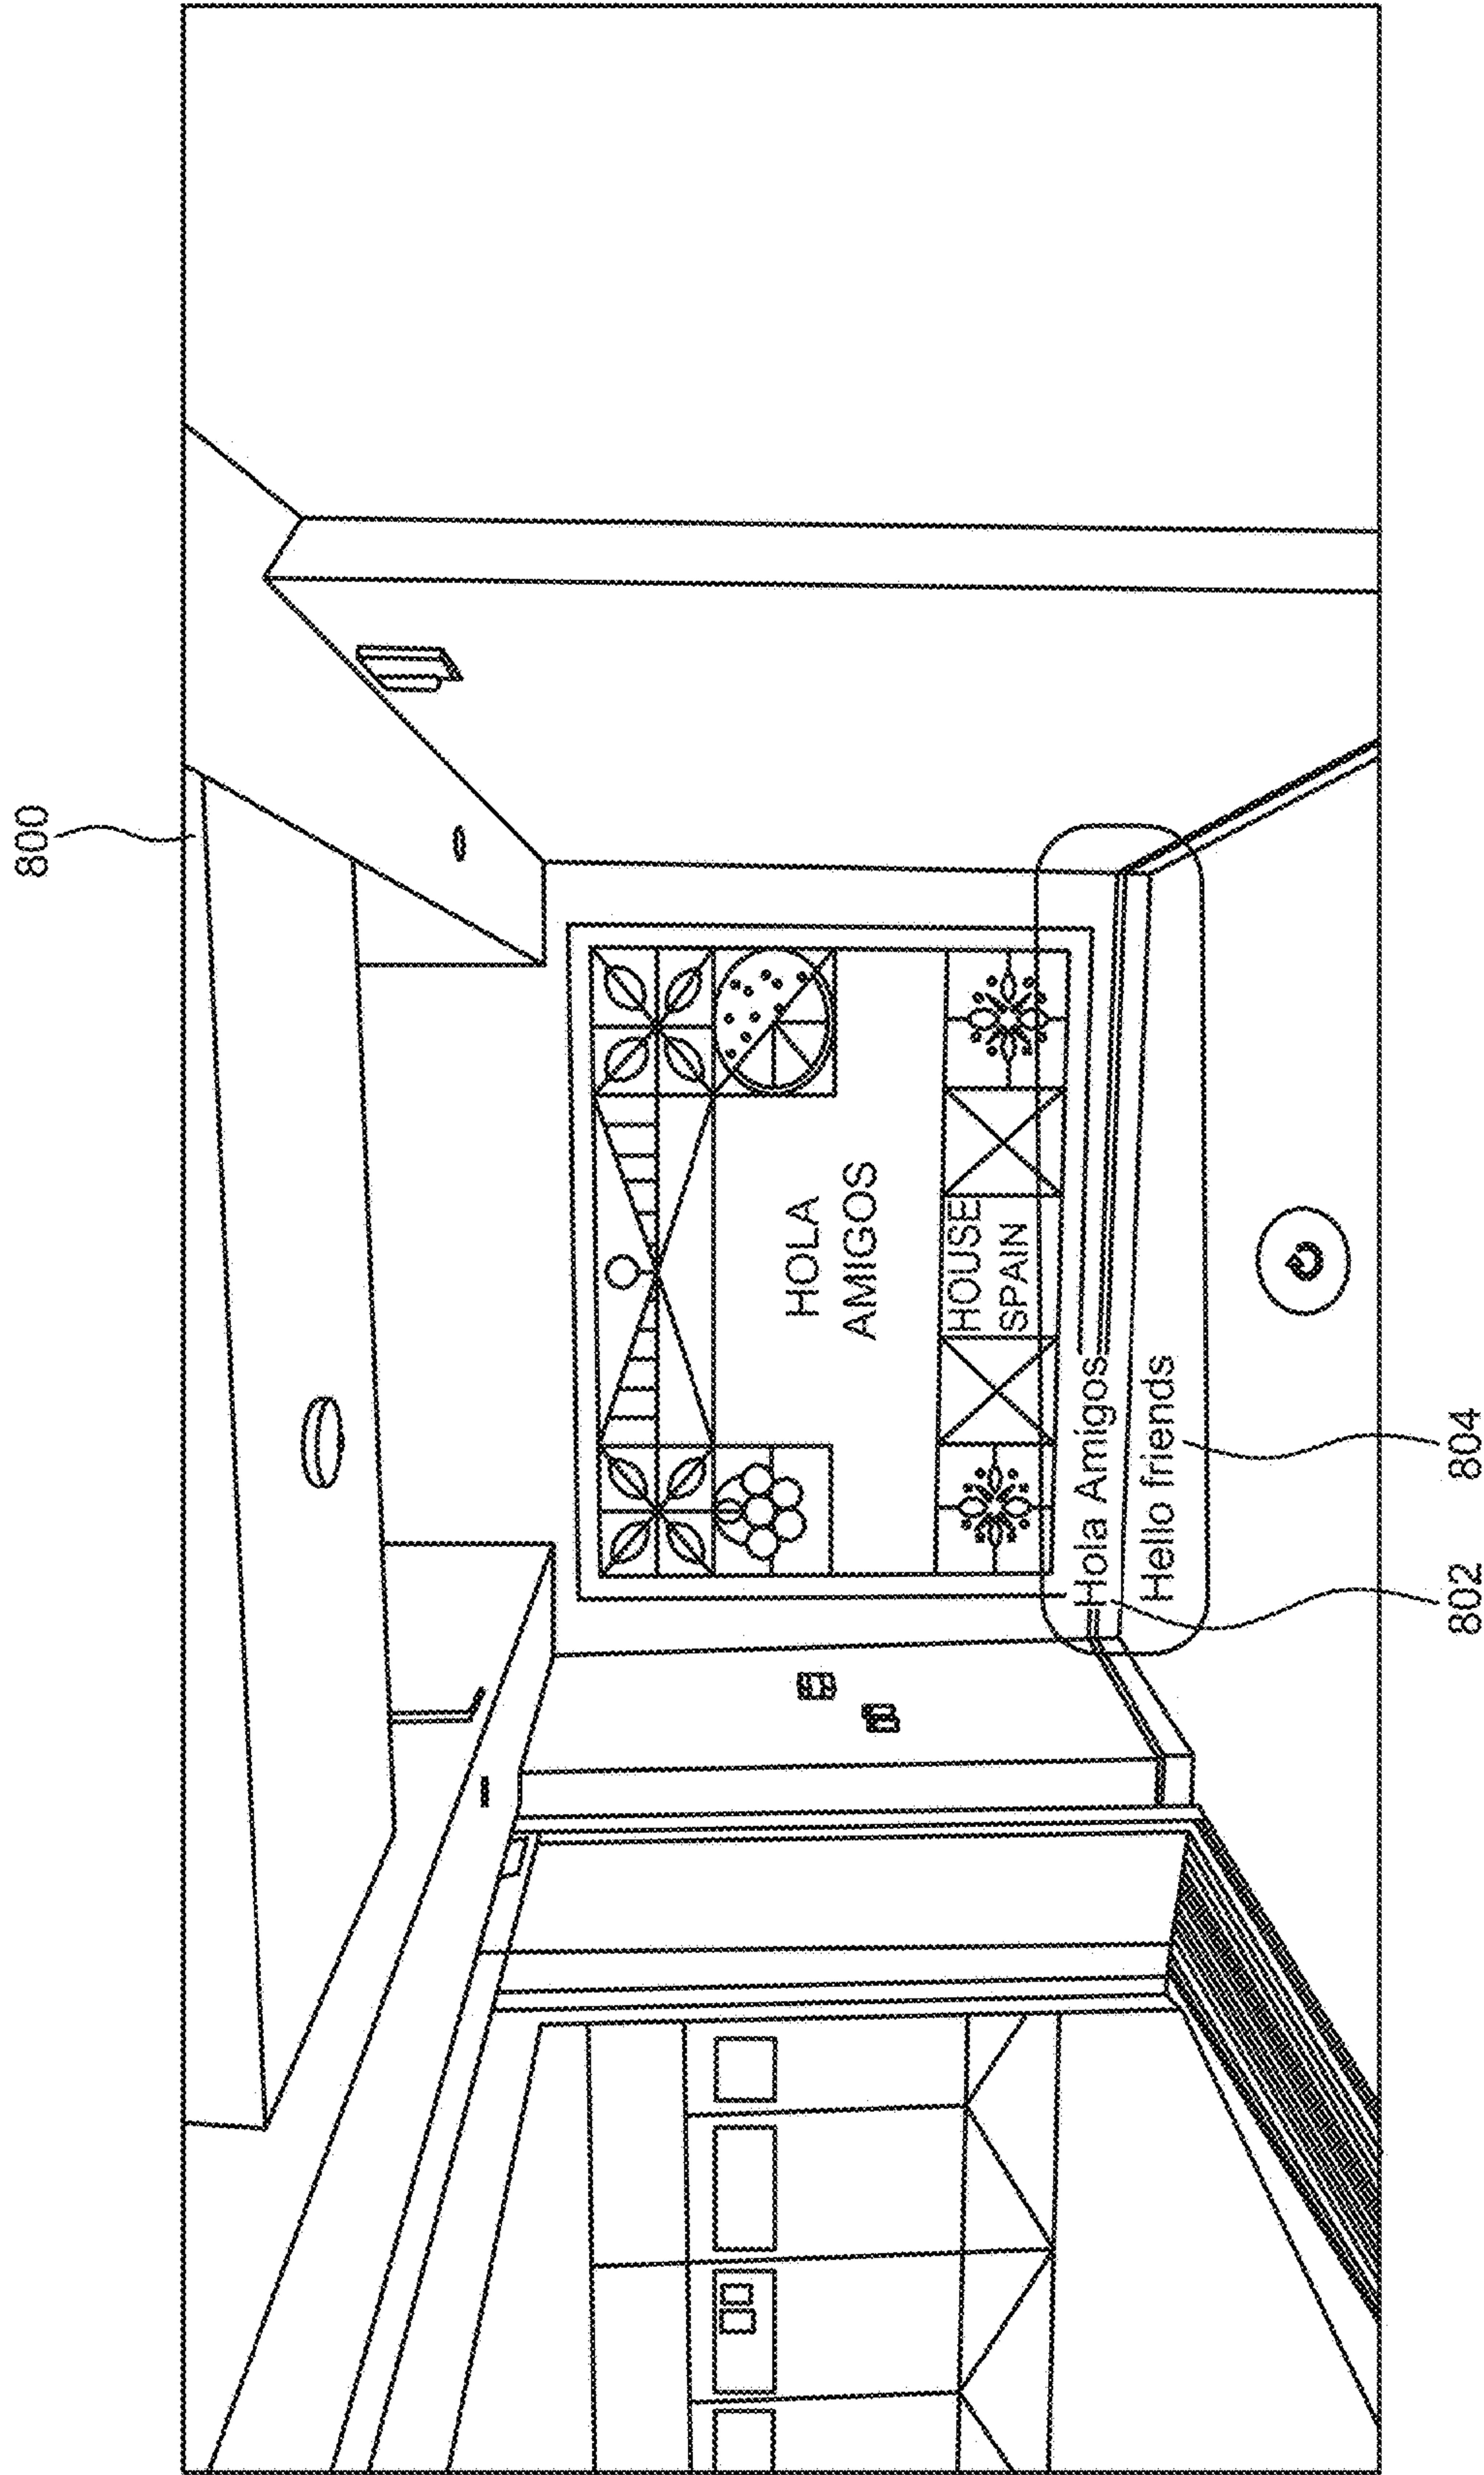 800
HOLA
AMIGOS
HOUSE
SPAIN
Hola Amigos
Hello friends
802
804